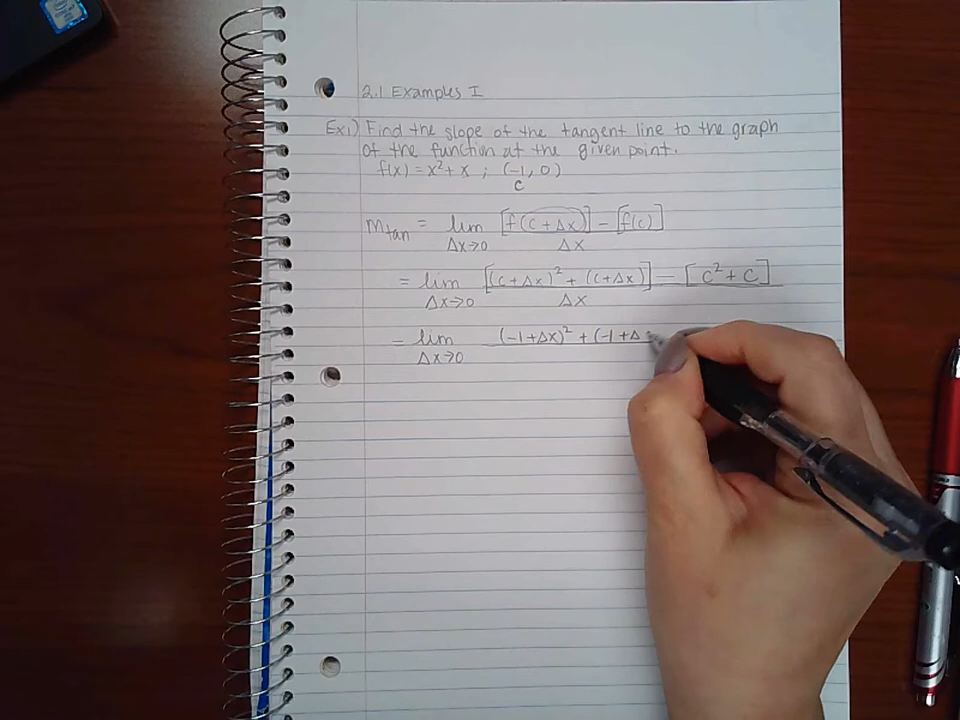 2.1 Examples I
Ex1) Find the slope of the tangent line to the graph
of the function at the given point.
f(x) = x² + x ; (-1, 0)
c
m_tan = lim [f(c + Δx)] - [f(c)]
Δx→0 Δx
= lim [(c+Δx)² + (c+Δx)] - [c² + c]
Δx→0 Δx
= lim (-1+Δx)² + (-1+Δ
Δx→0